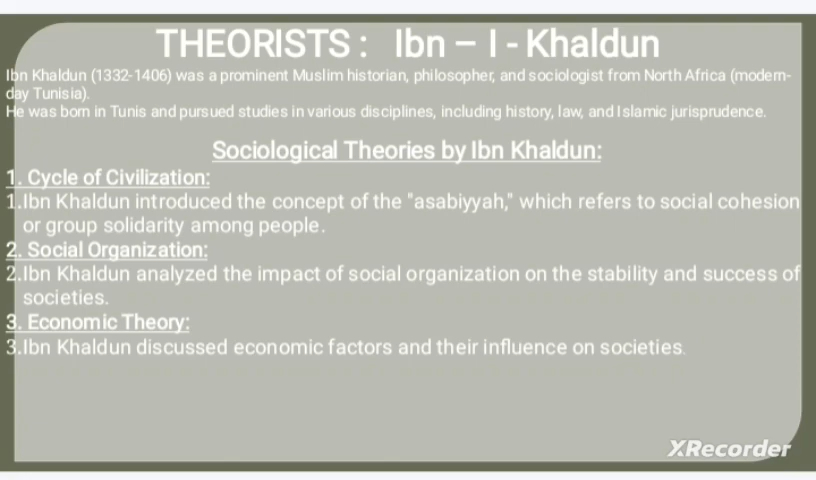 THEORISTS : Ibn – I - Khaldun
Ibn Khaldun (1332-1406) was a prominent Muslim historian, philosopher, and sociologist from North Africa (modern-
day Tunisia).
He was born in Tunis and pursued studies in various disciplines, including history, law, and Islamic jurisprudence.
Sociological Theories by Ibn Khaldun:
1. Cycle of Civilization:
1.Ibn Khaldun introduced the concept of the "asabiyyah," which refers to social cohesion
or group solidarity among people.
2. Social Organization:
2.Ibn Khaldun analyzed the impact of social organization on the stability and success of
societies.
3. Economic Theory:
3.Ibn Khaldun discussed economic factors and their influence on societies.
XRecorder